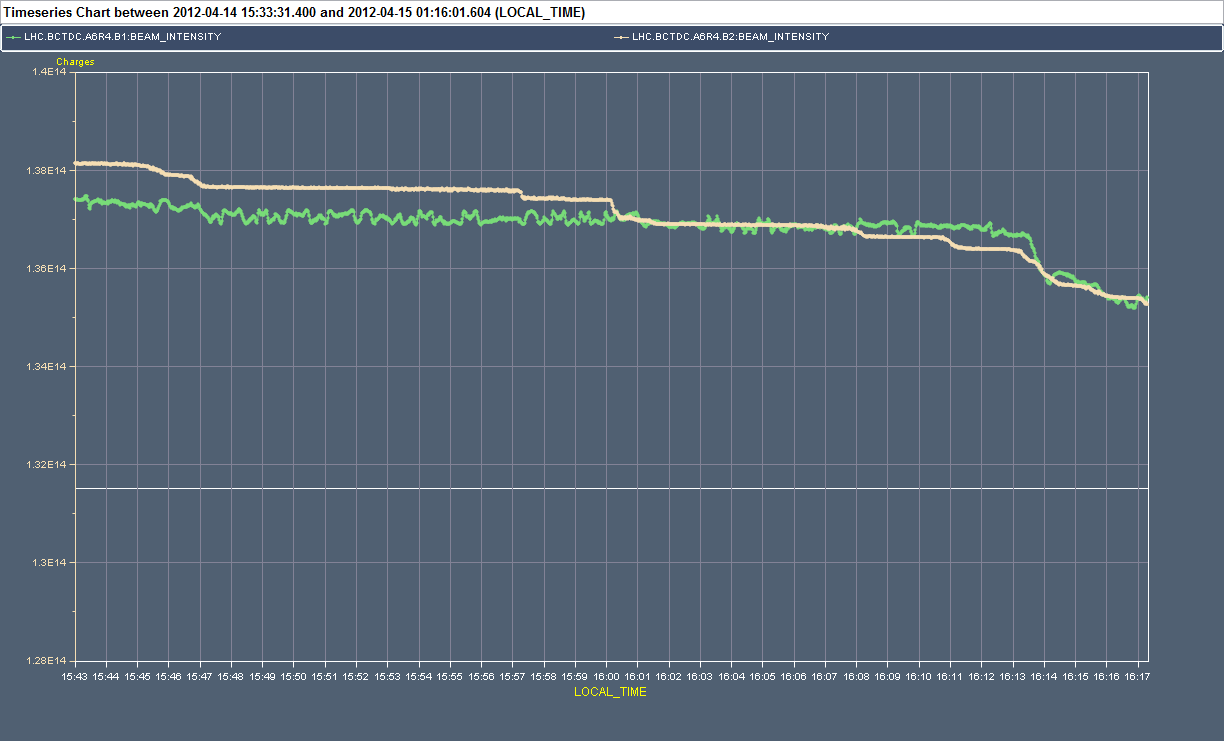 Timeseries Chart between 2012-04-14 15:33:31.400 and 2012-04-15 01:16:01.604 (LOCAL_TIME)
LHC.BCTDC.A6R4.B1:BEAM_INTENSITY LHC.BCTDC.A6R4.B2:BEAM_INTENSITY
Charges
1.4E14
1.38E14
1.36E14
1.34E14
1.32E14
1.3E14
1.28E14
15:43 15:44 15:45 15:46 15:47 15:48 15:49 15:50 15:51 15:52 15:53 15:54 15:55 15:56 15:57 15:58 15:59 16:00 16:01 16:02 16:03 16:04 16:05 16:06 16:07 16:08 16:09 16:10 16:11 16:12 16:13 16:14 16:15 16:16 16:17
LOCAL_TIME